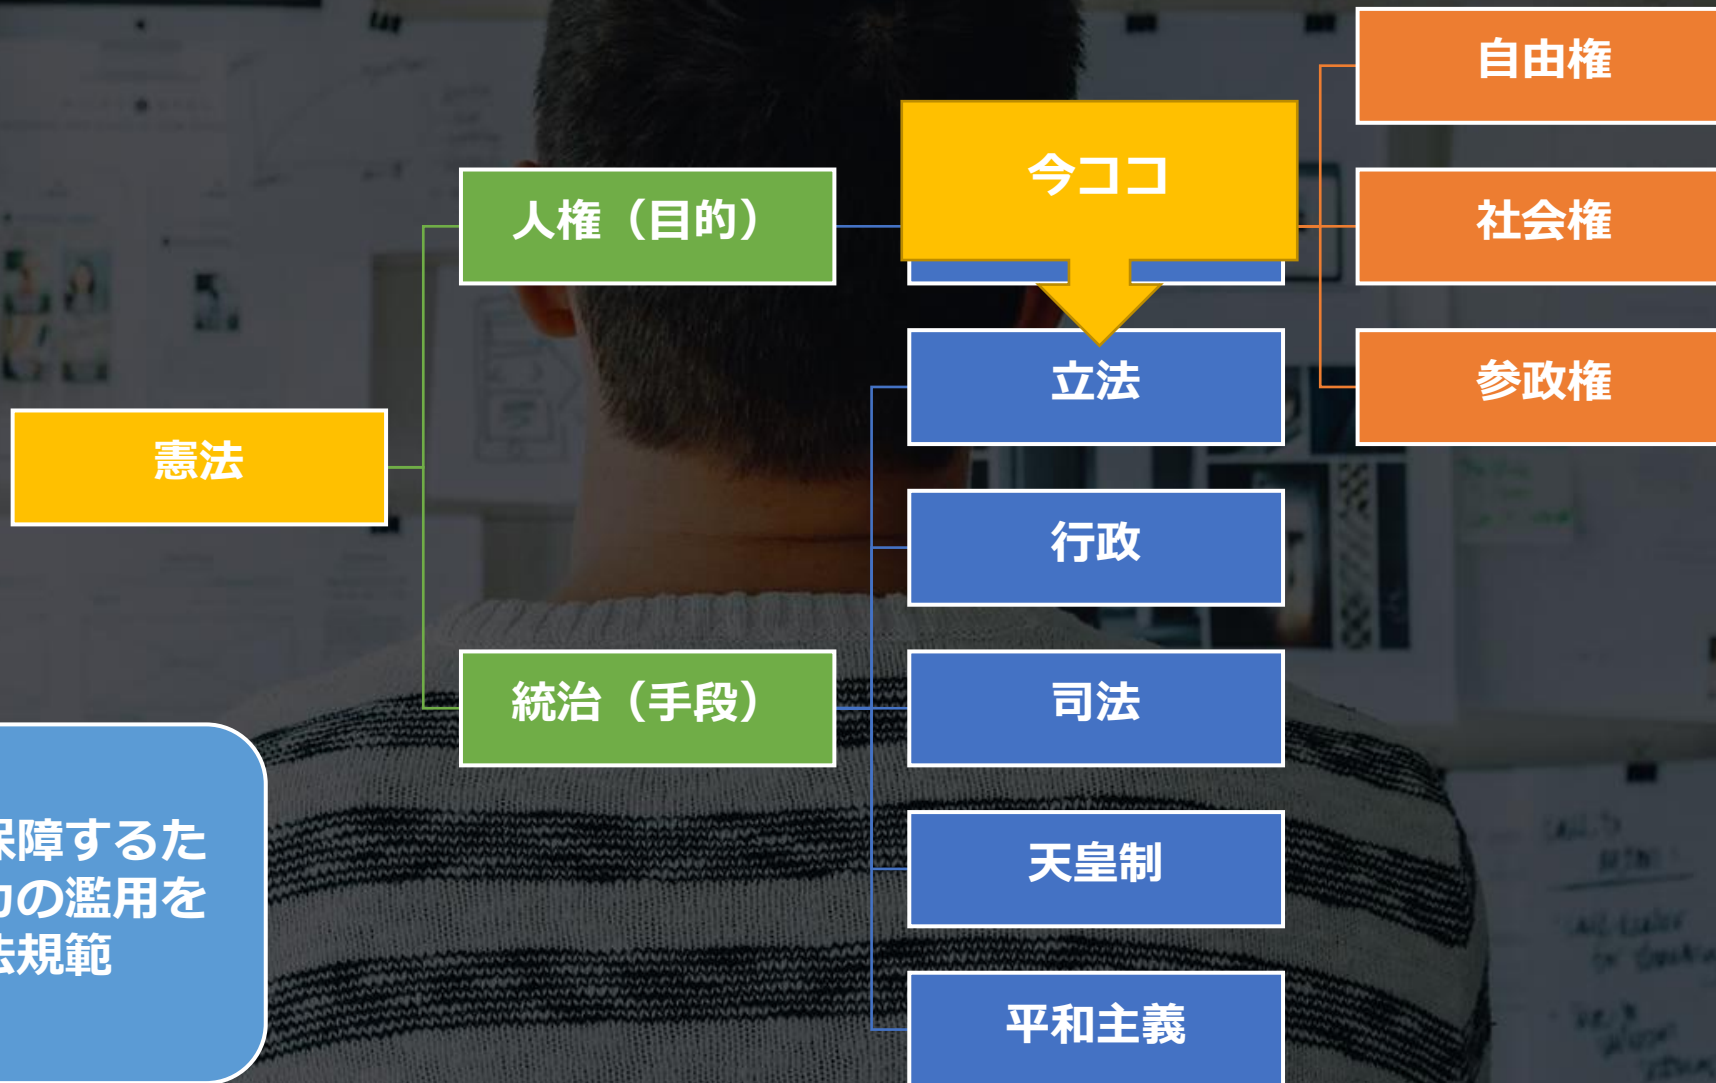 自由権
今ココ
人権（目的）
社会権
立法
参政権
憲法
行政
統治（手段）
司法
保障するた
の濫用を
法規範
天皇制
平和主義